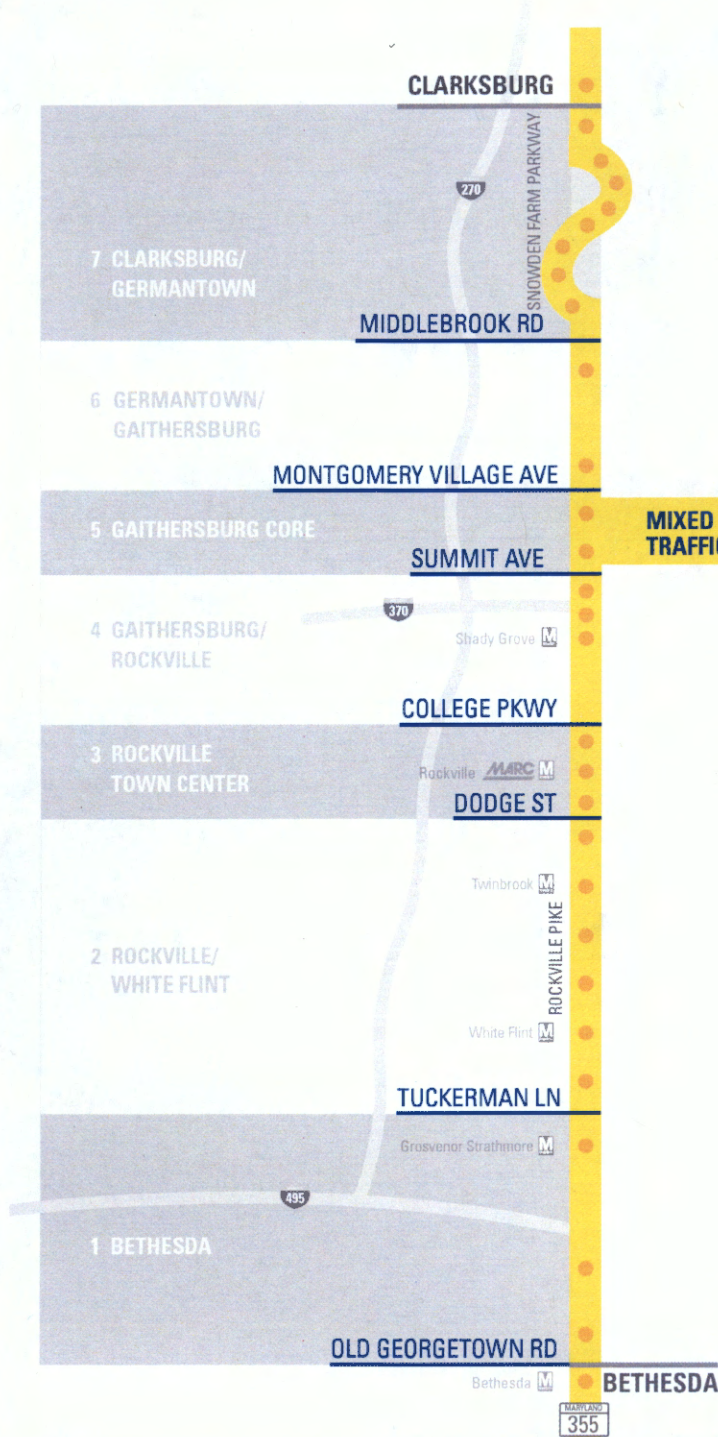 CLARKSBURG
SNOWDEN FARM PARKWAY
270
7 CLARKSBURG/
GERMANTOWN
MIDDLEBROOK RD
6 GERMANTOWN/
GAITHERSBURG
MONTGOMERY VILLAGE AVE
5 GAITHERSBURG CORE
MIXED
TRAFFIC
SUMMIT AVE
370
4 GAITHERSBURG/
ROCKVILLE
Shady Grove M
COLLEGE PKWY
3 ROCKVILLE
TOWN CENTER
Rockville MARC M
DODGE ST
Twinbrook M
ROCKVILLE PIKE
2 ROCKVILLE/
WHITE FLINT
White Flint M
TUCKERMAN LN
Grosvenor Strathmore M
495
1 BETHESDA
OLD GEORGETOWN RD
Bethesda M
BETHESDA
MARYLAND
355